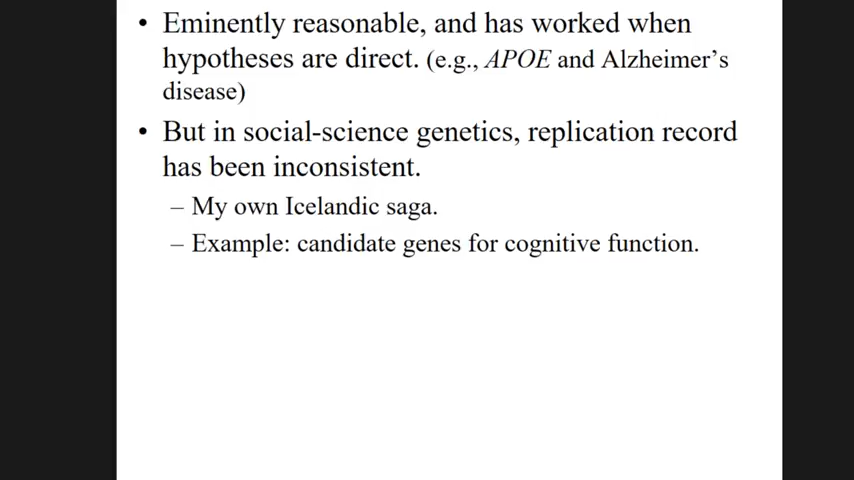 • Eminently reasonable, and has worked when
hypotheses are direct. (e.g., APOE and Alzheimer's
disease)
• But in social-science genetics, replication record
has been inconsistent.
– My own Icelandic saga.
– Example: candidate genes for cognitive function.